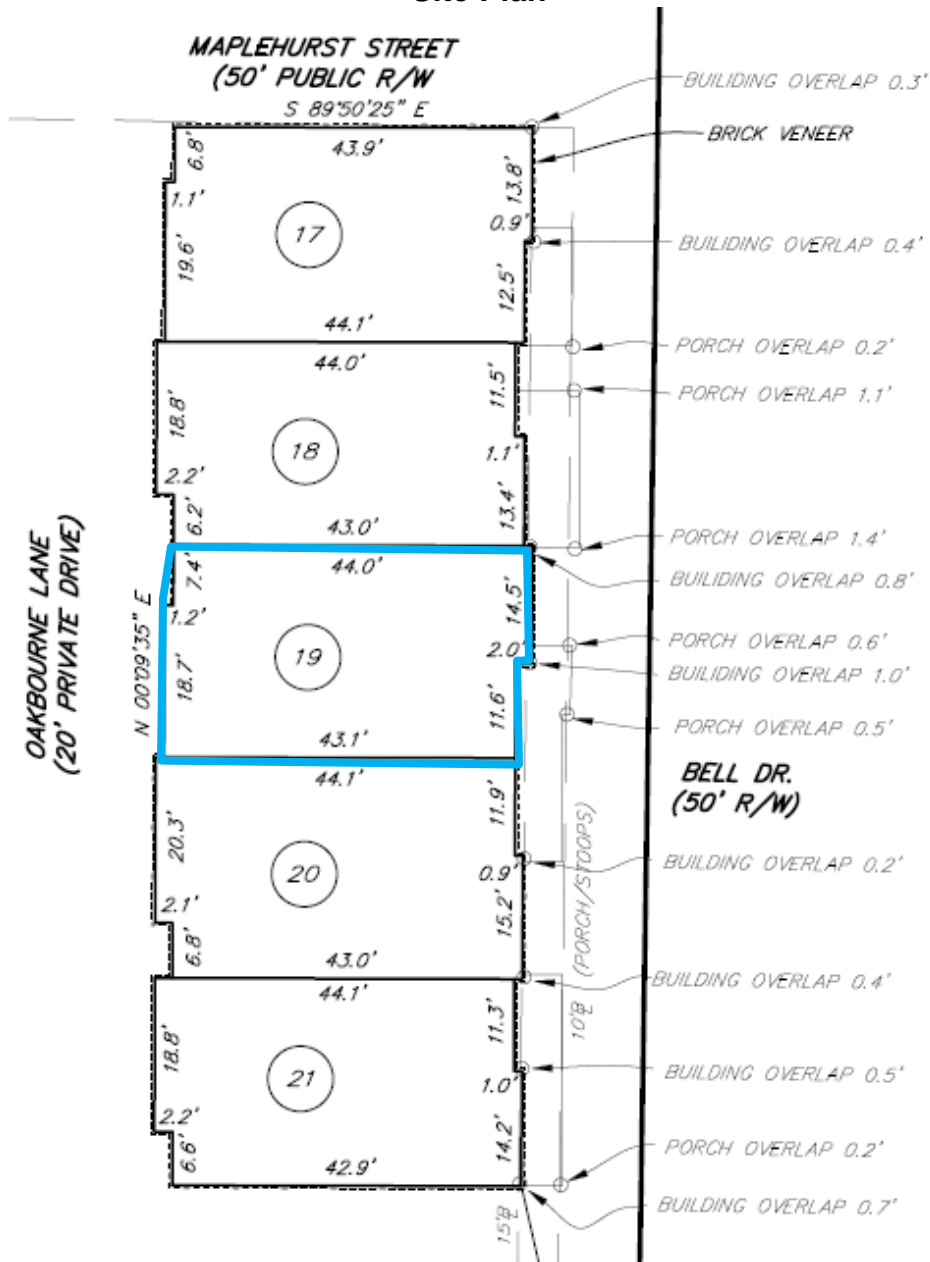 Site Plan
MAPLEHURST STREET
(50' PUBLIC R/W
S 89°50'25" E
BUILIDING OVERLAP 0.3'
BRICK VENEER
6.8'
43.9'
13.8'
1.1'
17
0.9'
BUILIDING OVERLAP 0.4'
19.6'
12.5'
44.1'
PORCH OVERLAP 0.2'
44.0'
11.5'
PORCH OVERLAP 1.1'
18.8'
18
1.1'
2.2'
6.2'
43.0'
13.4'
PORCH OVERLAP 1.4'
OAKBOURNE LANE
(20' PRIVATE DRIVE)
N 00°09'35" E
7.4'
44.0'
14.5'
BUILIDING OVERLAP 0.8'
1.2'
19
2.0'
PORCH OVERLAP 0.6'
BUILIDING OVERLAP 1.0'
18.7'
11.6'
43.1'
PORCH OVERLAP 0.5'
BELL DR.
(50' R/W)
44.1'
11.9'
20.3'
20
0.9'
BUILDING OVERLAP 0.2'
(PORCH/STOOPS)
2.1'
15.2'
6.8'
43.0'
BUILDING OVERLAP 0.4'
44.1'
11.3'
10'B
18.8'
21
1.0'
BUILDING OVERLAP 0.5'
2.2'
14.2'
6.6'
42.9'
PORCH OVERLAP 0.2'
15'B
BUILDING OVERLAP 0.7'